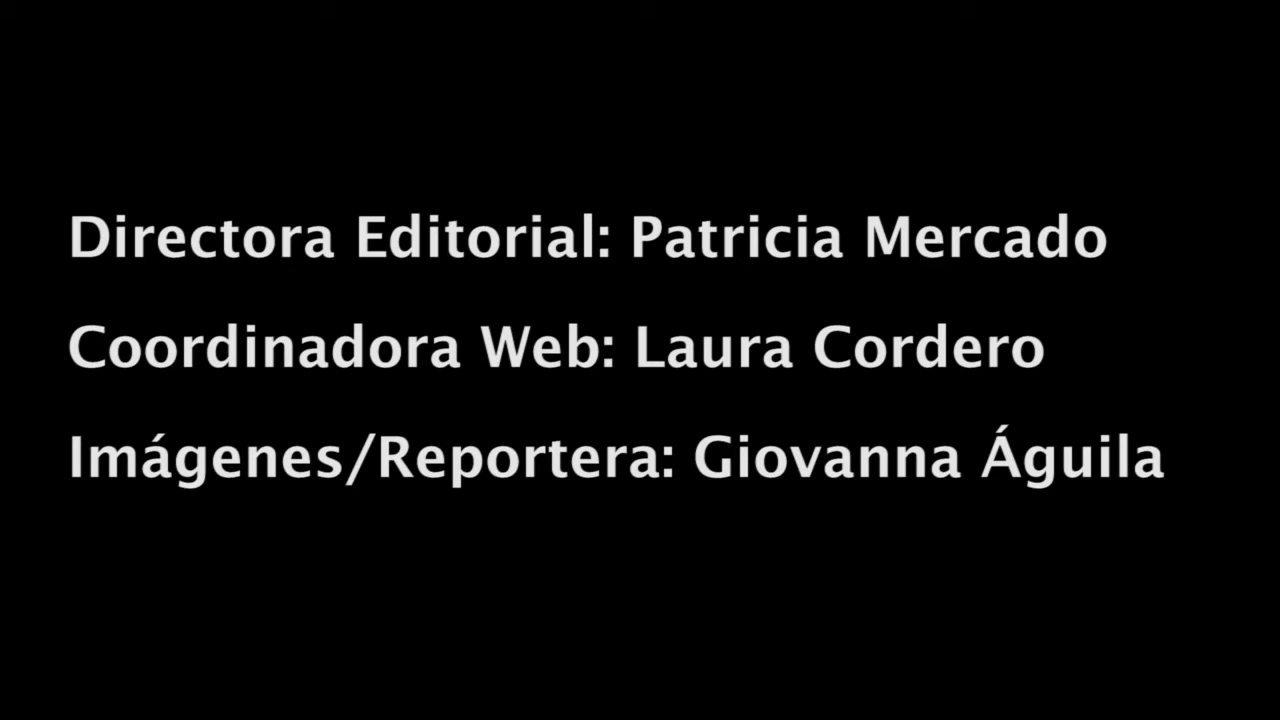 Directora Editorial: Patricia Mercado
Coordinadora Web: Laura Cordero
Imágenes/Reportera: Giovanna Águila